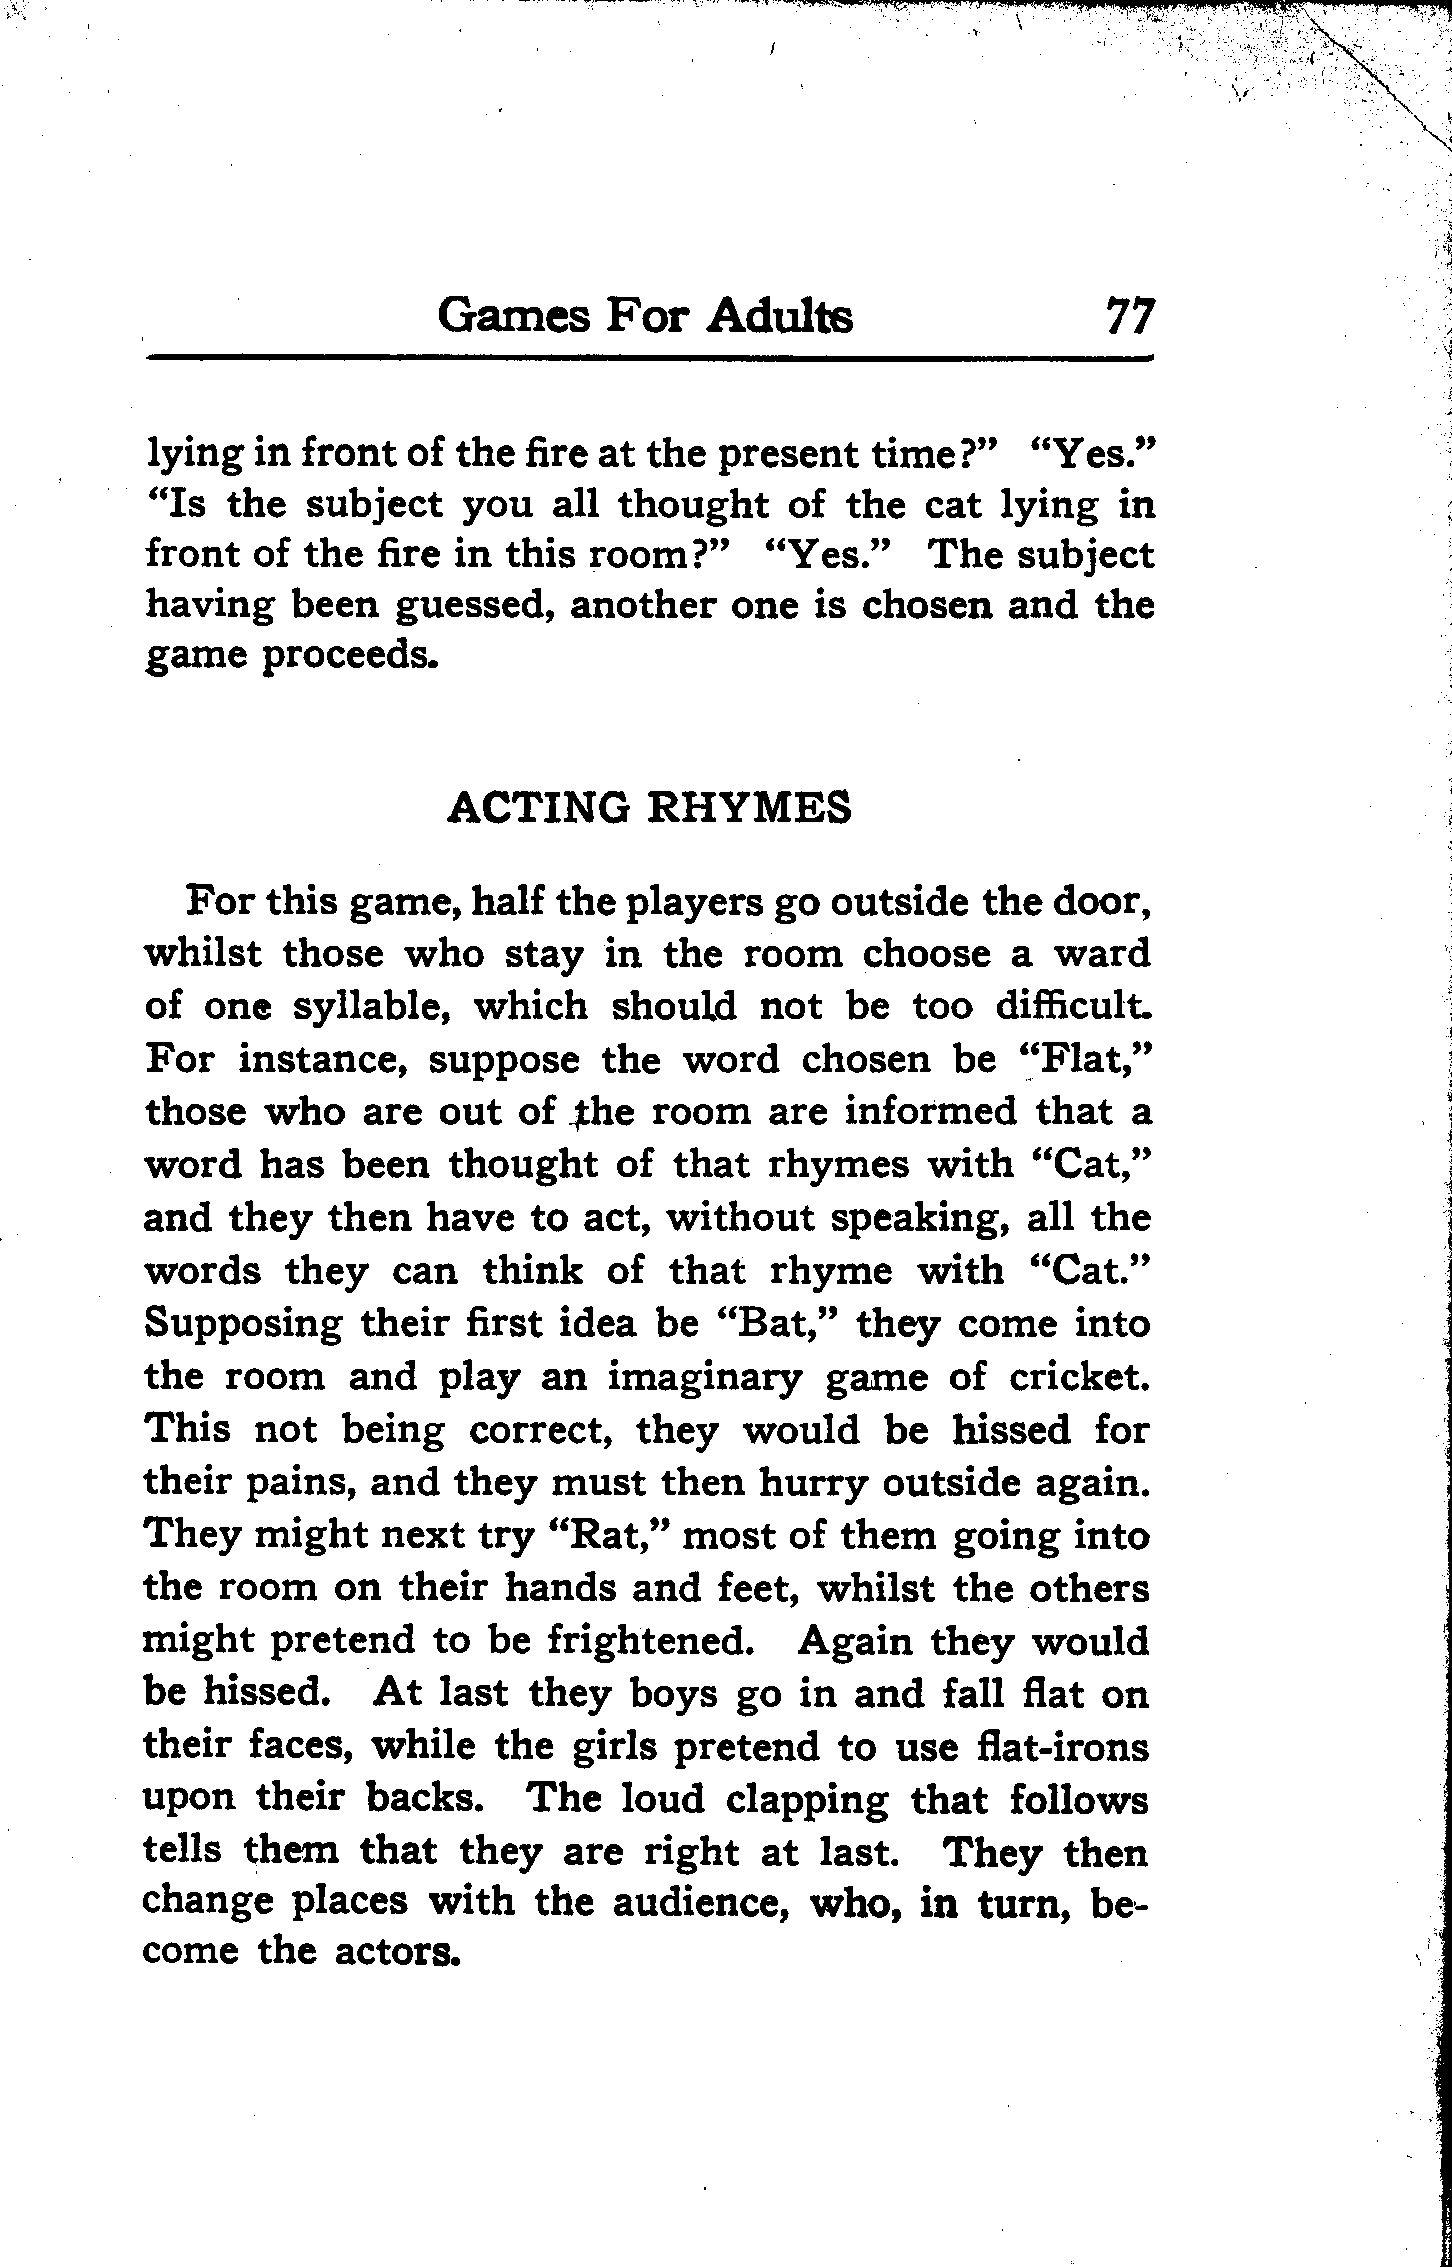 Games For Adults 77
lying in front of the fire at the present time?” “Yes.”
“Is the subject you all thought of the cat lying in
front of the fire in this room?” “Yes.” The subject
having been guessed, another one is chosen and the
game proceeds.
ACTING RHYMES
For this game, half the players go outside the door,
whilst those who stay in the room choose a ward
of one syllable, which should not be too difficult.
For instance, suppose the word chosen be “Flat,”
those who are out of the room are informed that a
word has been thought of that rhymes with “Cat,”
and they then have to act, without speaking, all the
words they can think of that rhyme with “Cat.”
Supposing their first idea be “Bat,” they come into
the room and play an imaginary game of cricket.
This not being correct, they would be hissed for
their pains, and they must then hurry outside again.
They might next try “Rat,” most of them going into
the room on their hands and feet, whilst the others
might pretend to be frightened. Again they would
be hissed. At last they boys go in and fall flat on
their faces, while the girls pretend to use flat-irons
upon their backs. The loud clapping that follows
tells them that they are right at last. They then
change places with the audience, who, in turn, be-
come the actors.